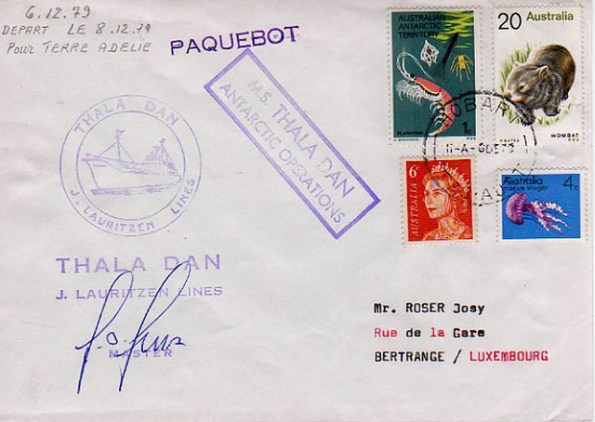 6.12.79
DEPART LE 8.12.79
POUR TERRE ADELIE
PAQUEBOT
M.S. THALA DAN
ANTARCTIC OPERATIONS
THALA DAN
J. LAURITZEN LINES
THALA DAN
J. LAURITZEN LINES
MASTER
AUSTRALIAN
ANTARCTIC
TERRITORY
PLANKTON
1c
20 Australia
WOMBAT
6c
AUSTRALIA
Australia
4c
HOBART
Mr. ROSER Josy
Rue de la Gare
BERTRANGE / LUXEMBOURG